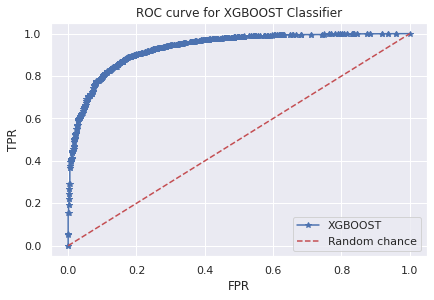 ROC curve for XGBOOST Classifier
1.0
0.8
0.6
0.4
0.2
0.0
TPR
XGBOOST
Random chance
0.0 0.2 0.4 0.6 0.8 1.0
FPR